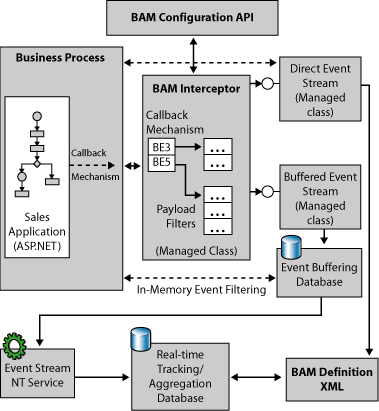 BAM Configuration API
Business Process
BAM Interceptor
Callback
Mechanism
BE3
BE5
...
...
...
...
...
Payload
Filters
(Managed Class)
Callback
Mechanism
Sales
Application
(ASP.NET)
Direct Event
Stream
(Managed
class)
Buffered Event
Stream
(Managed
class)
Event Buffering
Database
In-Memory Event Filtering
Event Stream
NT Service
Real-time
Tracking/
Aggregation
Database
BAM Definition
XML